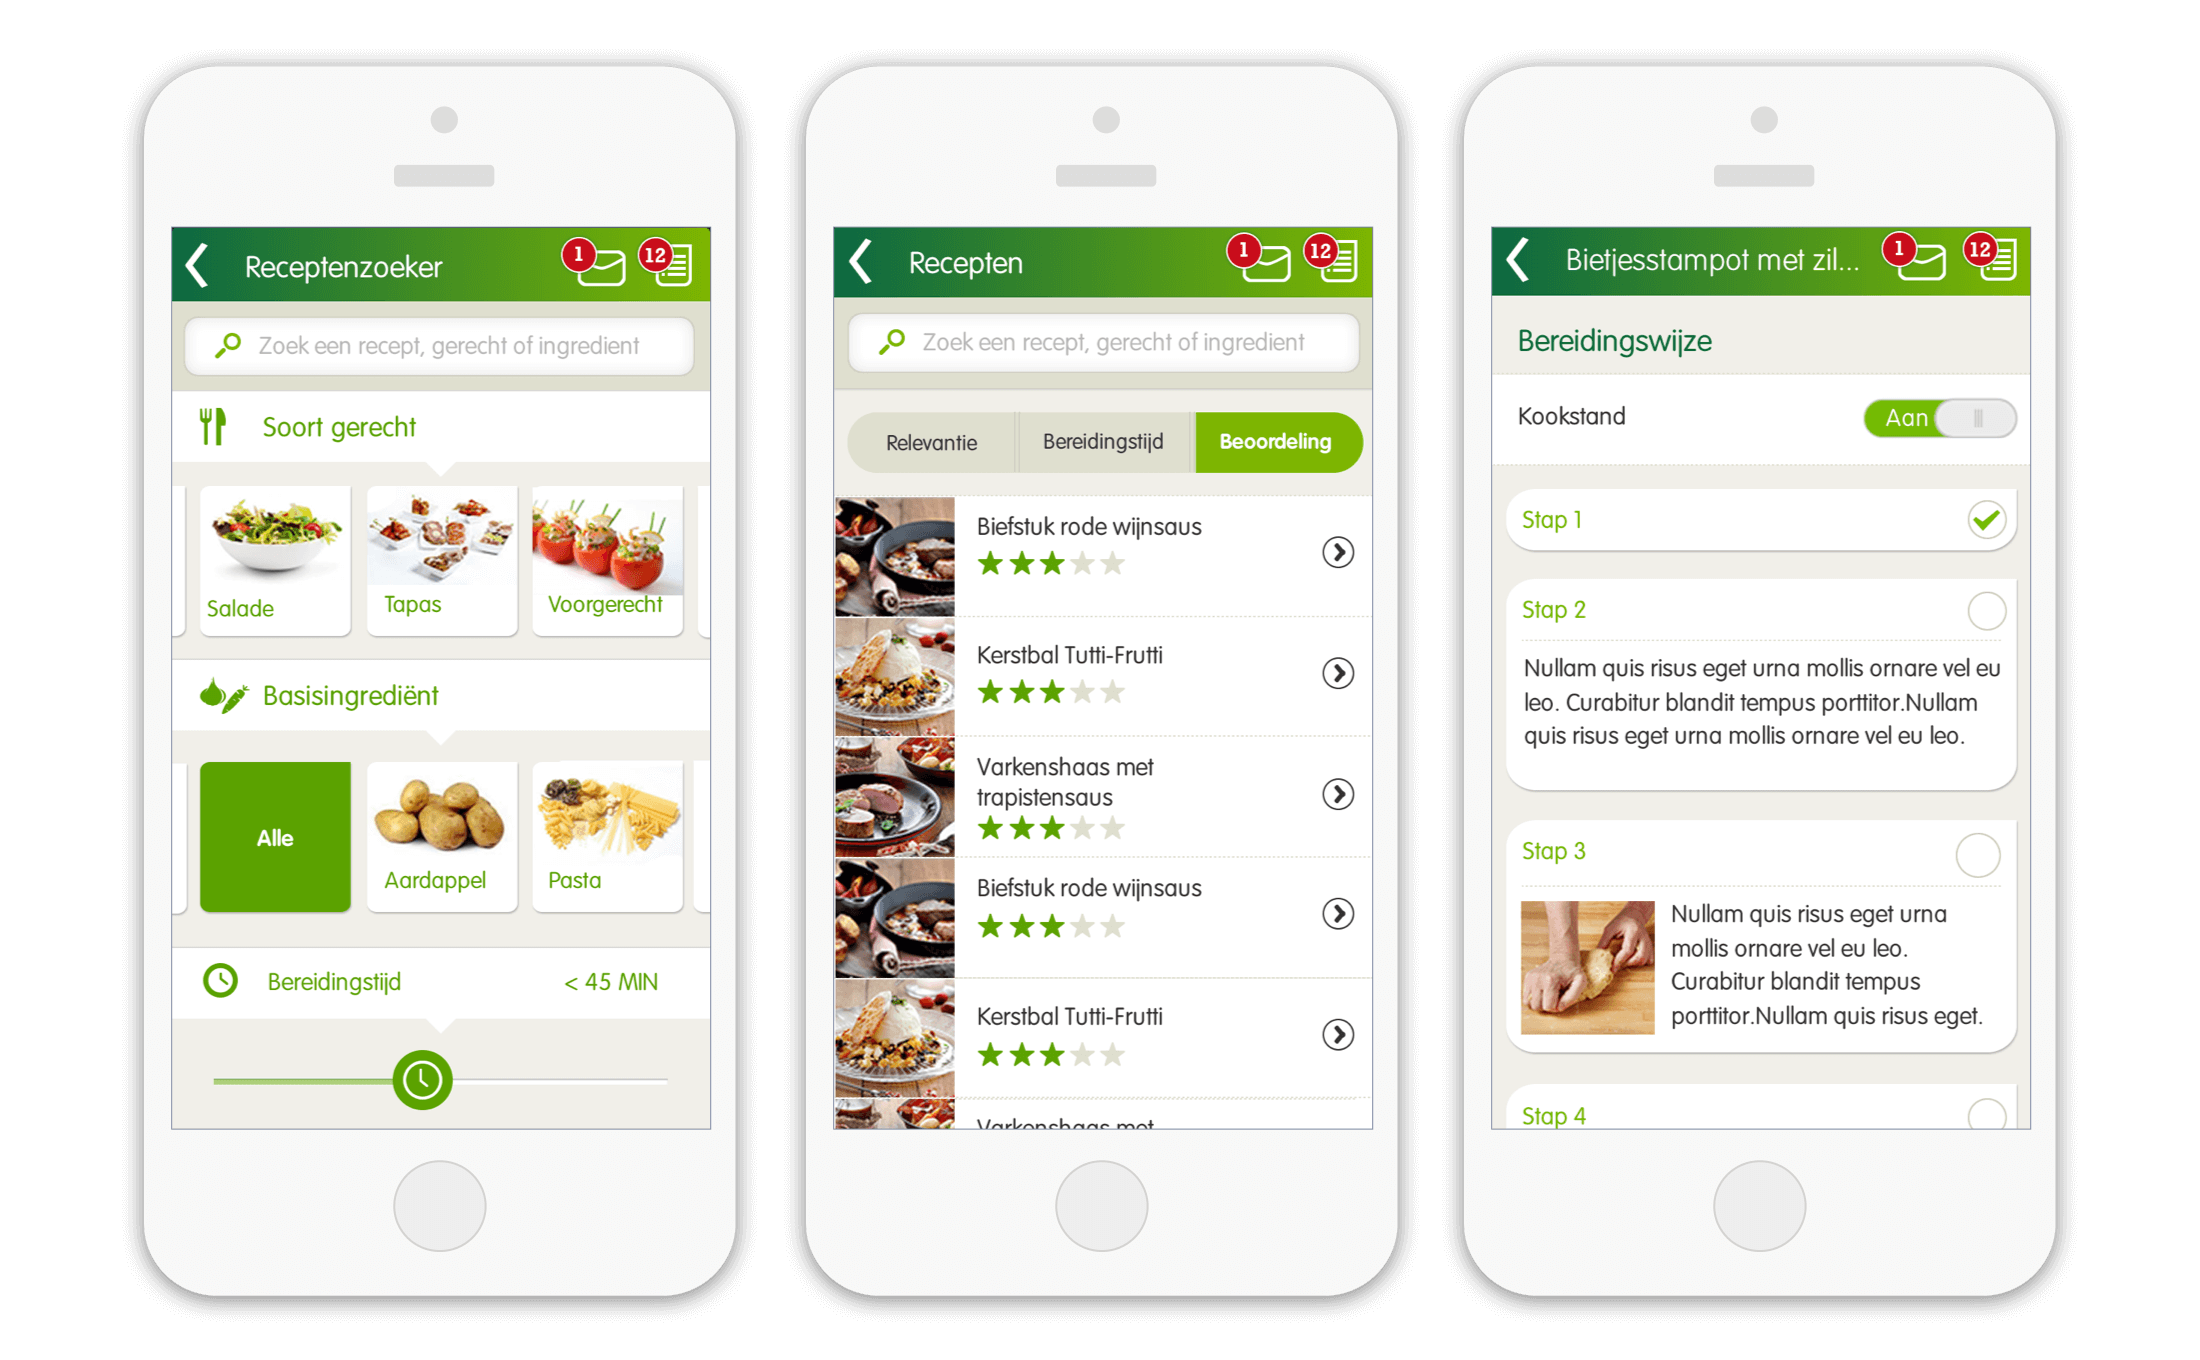 Receptenzoeker
1
12
Zoek een recept, gerecht of ingredient
Soort gerecht
Salade
Tapas
Voorgerecht
Basisingrediënt
Alle
Aardappel
Pasta
Bereidingstijd
< 45 MIN
Recepten
1
12
Zoek een recept, gerecht of ingredient
Relevantie
Bereidingstijd
Beoordeling
Biefstuk rode wijnsaus
Kerstbal Tutti-Frutti
Varkenshaas met
trapistensaus
Biefstuk rode wijnsaus
Kerstbal Tutti-Frutti
Varkenshaas met
Bietjesstampot met zil...
1
12
Bereidingswijze
Kookstand
Aan
Stap 1
Stap 2
Nullam quis risus eget urna mollis ornare vel eu
leo. Curabitur blandit tempus porttitor.Nullam
quis risus eget urna mollis ornare vel eu leo.
Stap 3
Nullam quis risus eget urna
mollis ornare vel eu leo.
Curabitur blandit tempus
porttitor.Nullam quis risus eget.
Stap 4